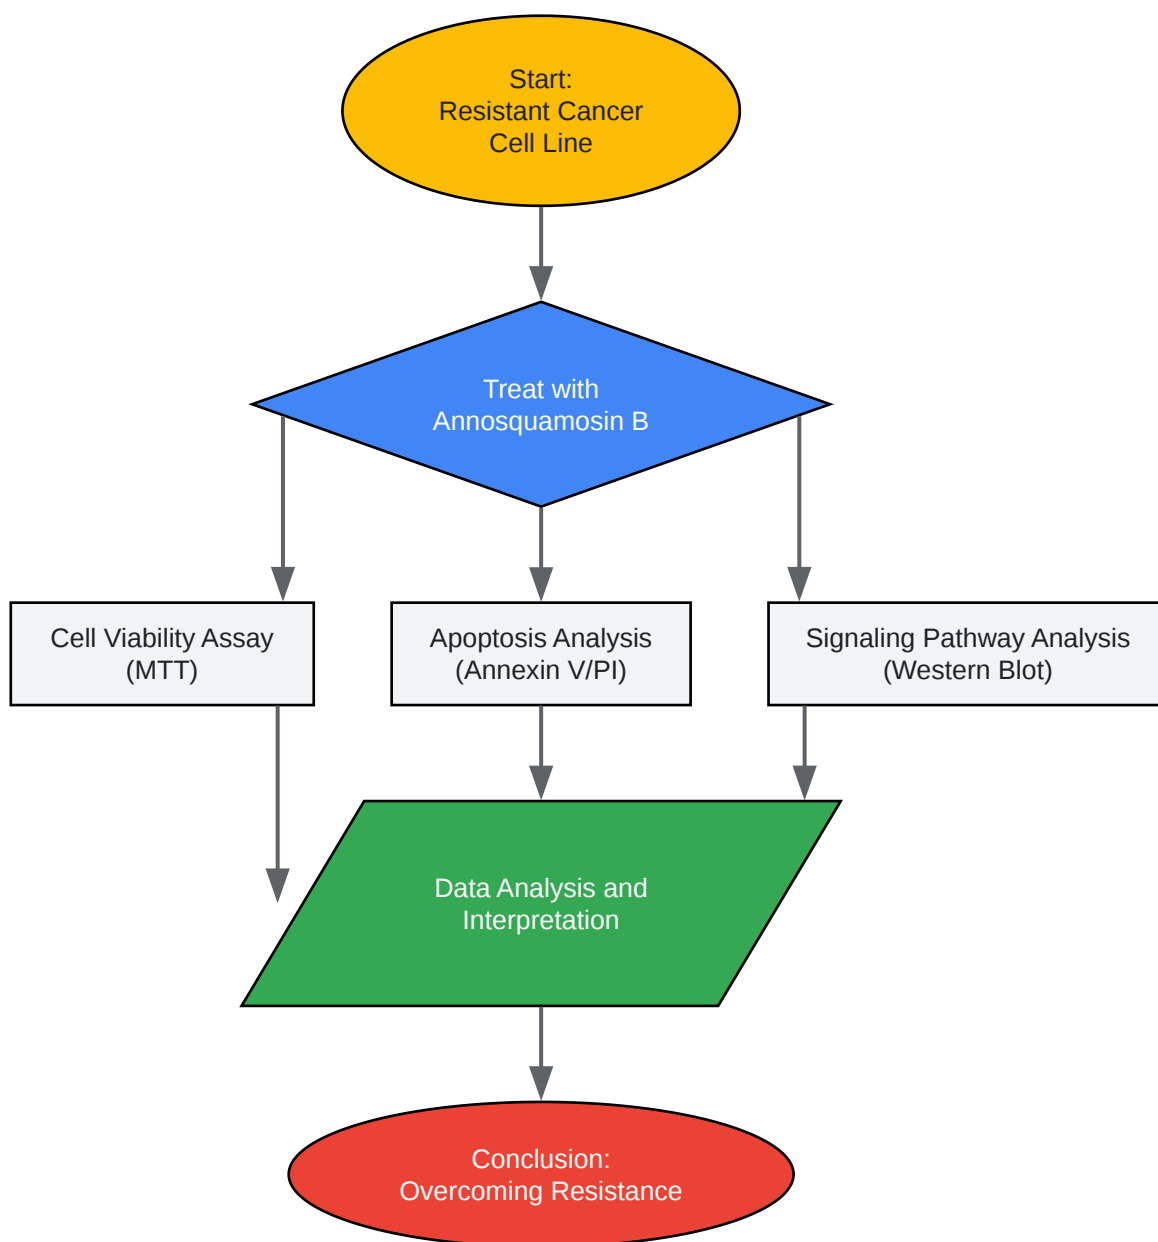 Start:
Resistant Cancer
Cell Line
Treat with
Annosquamosin B
Cell Viability Assay
(MTT)
Apoptosis Analysis
(Annexin V/PI)
Signaling Pathway Analysis
(Western Blot)
Data Analysis and
Interpretation
Conclusion:
Overcoming Resistance